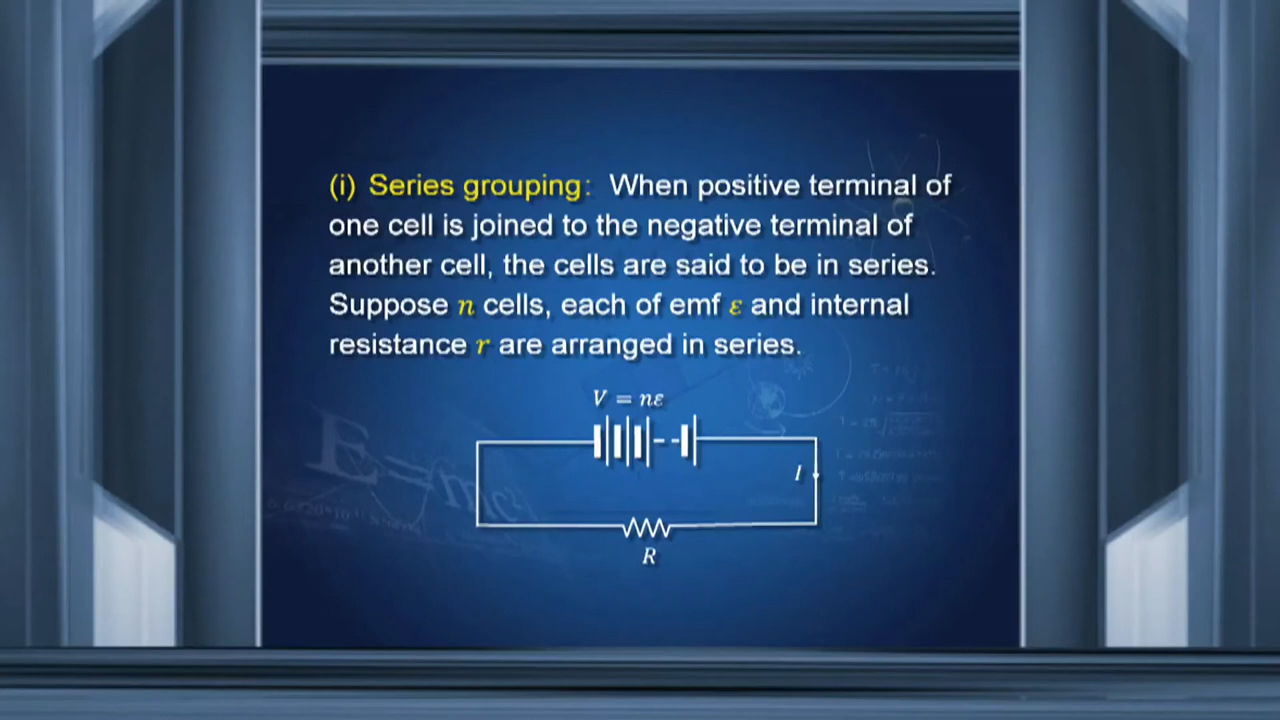 (i) Series grouping: When positive terminal of
one cell is joined to the negative terminal of
another cell, the cells are said to be in series.
Suppose n cells, each of emf ε and internal
resistance r are arranged in series.
V = nε
I
R
E=mc²